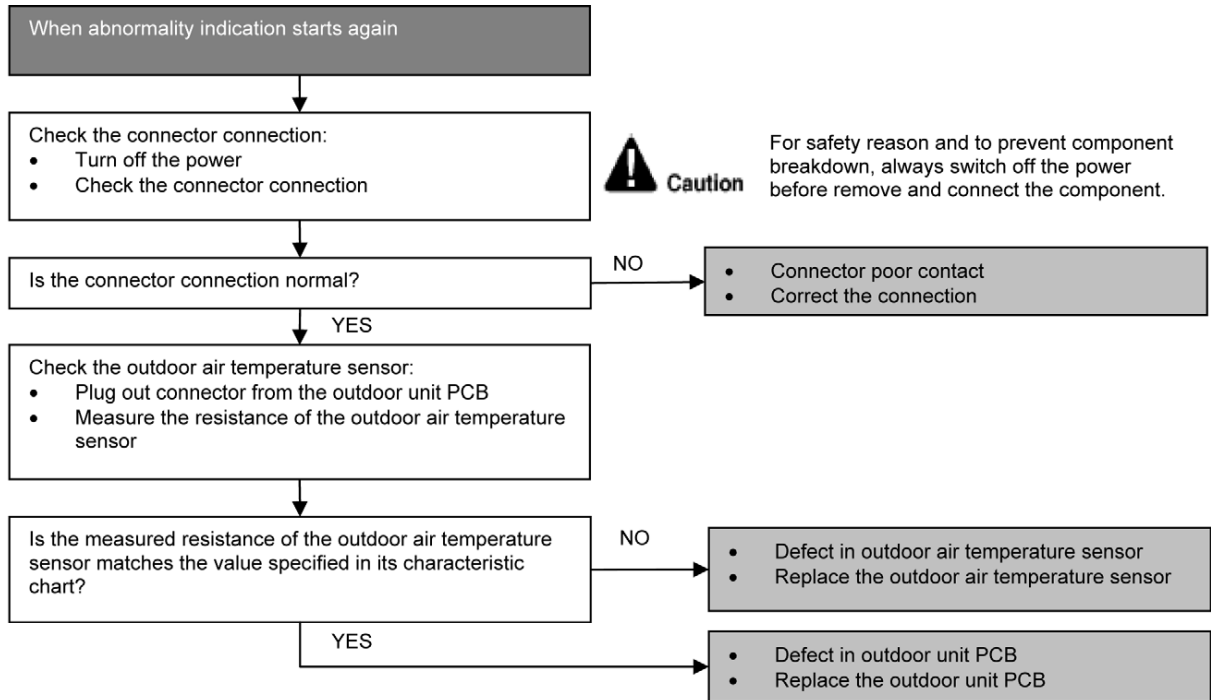 When abnormality indication starts again
Check the connector connection:
• Turn off the power
• Check the connector connection
Caution
For safety reason and to prevent component
breakdown, always switch off the power
before remove and connect the component.
Is the connector connection normal?
NO
• Connector poor contact
• Correct the connection
YES
Check the outdoor air temperature sensor:
• Plug out connector from the outdoor unit PCB
• Measure the resistance of the outdoor air temperature
sensor
Is the measured resistance of the outdoor air temperature
sensor matches the value specified in its characteristic
chart?
NO
• Defect in outdoor air temperature sensor
• Replace the outdoor air temperature sensor
YES
• Defect in outdoor unit PCB
• Replace the outdoor unit PCB